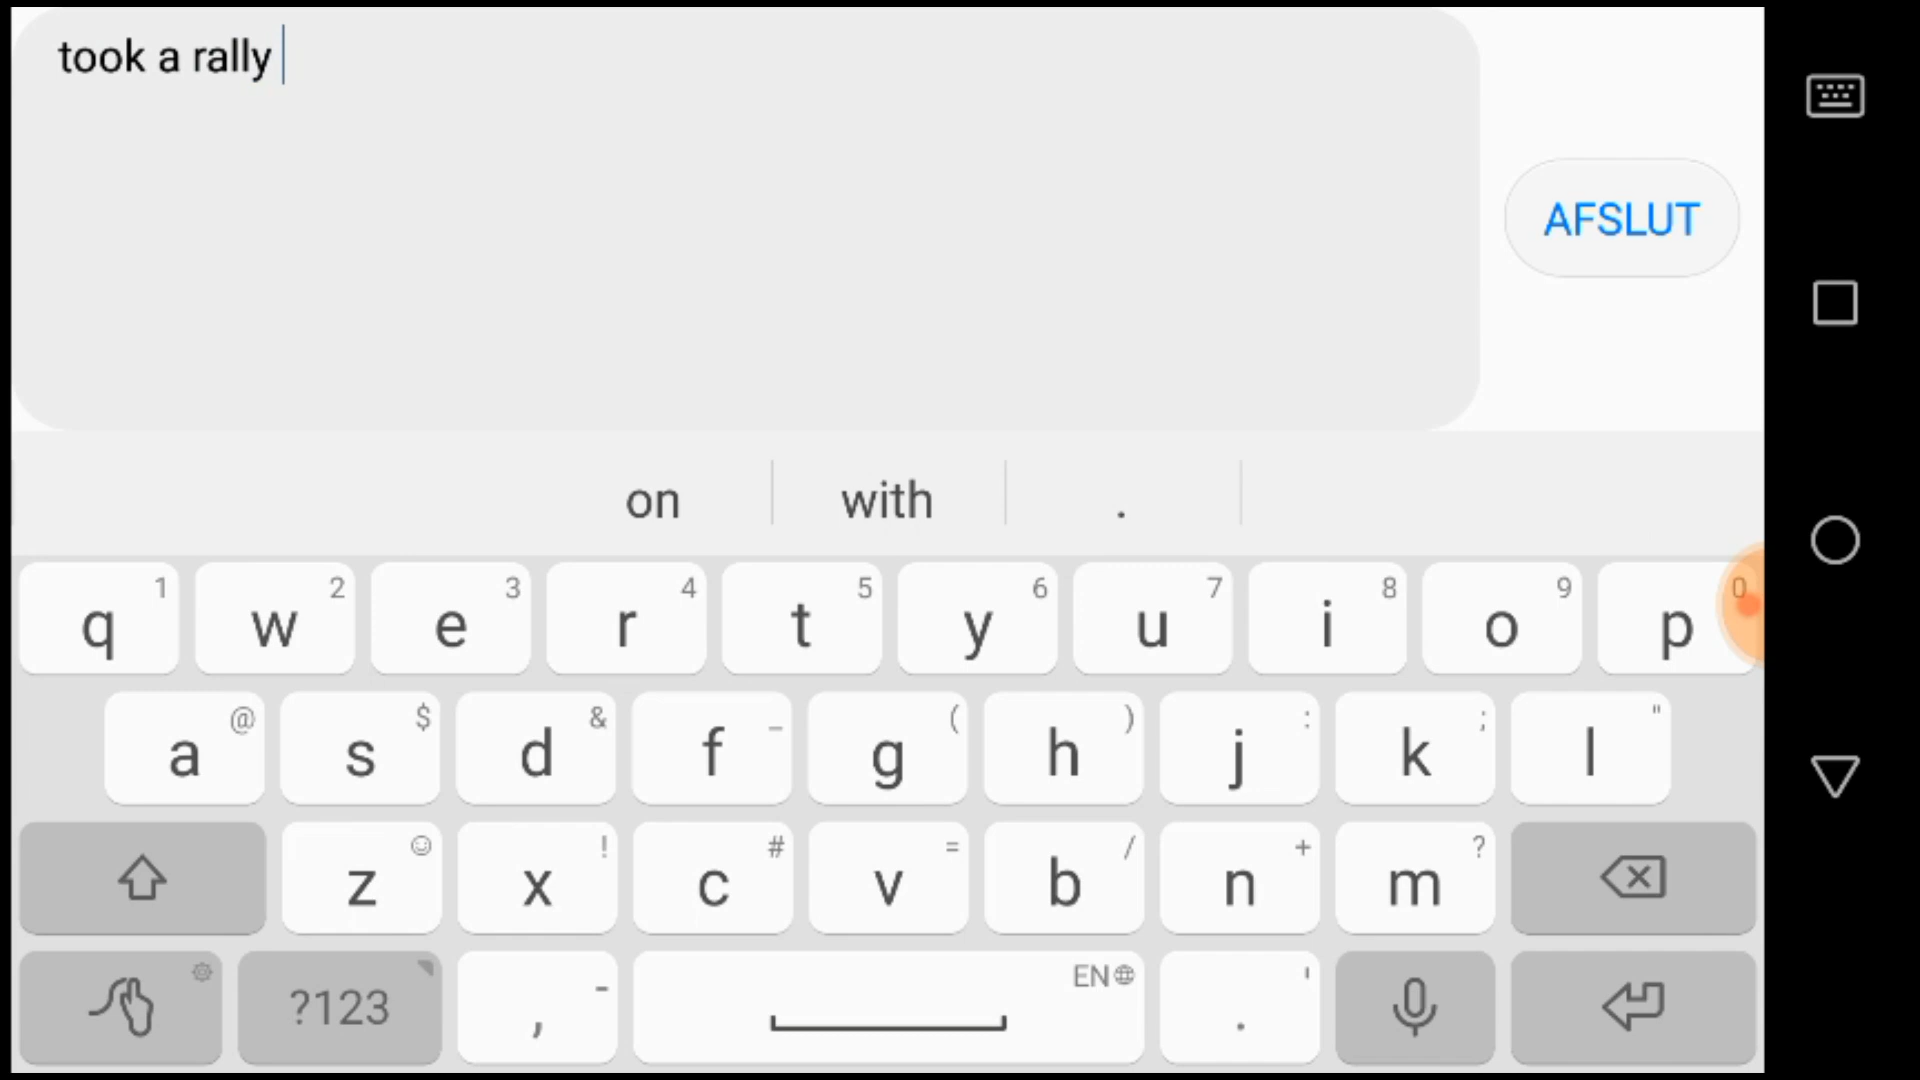 took a rally
AFSLUT
on with .
1 2 3 4 5 6 7 8 9 0
q w e r t y u i o p
@ $ & _ ( ) : ; "
a s d f g h j k l
! # = / + ?
z x c v b n m
EN
?123 , - . '